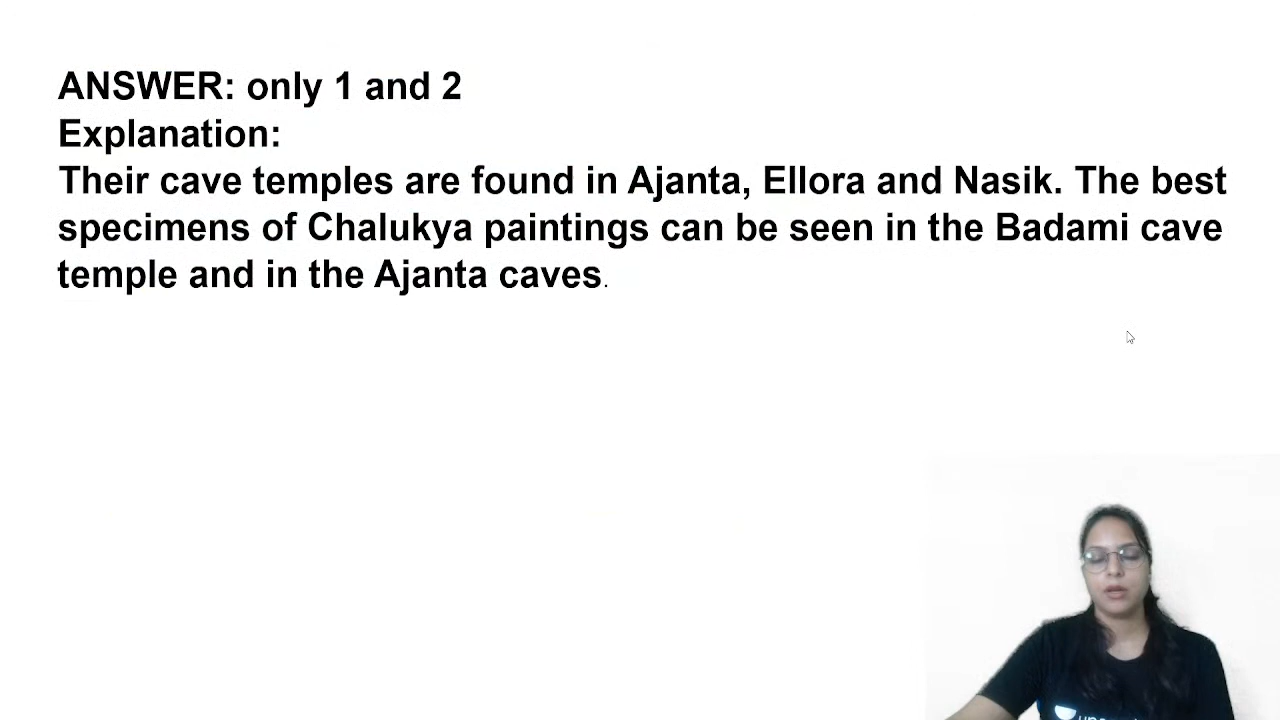 ANSWER: only 1 and 2
Explanation:
Their cave temples are found in Ajanta, Ellora and Nasik. The best
specimens of Chalukya paintings can be seen in the Badami cave
temple and in the Ajanta caves.